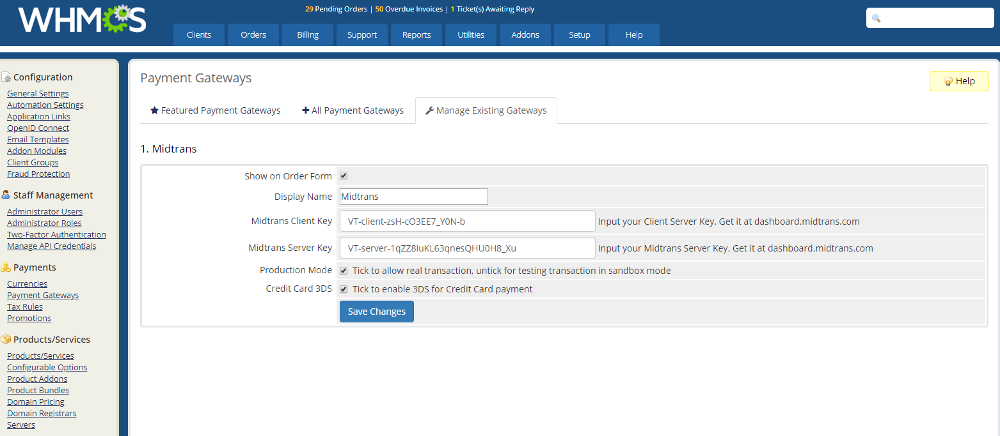 WHMCS
29 Pending Orders | 50 Overdue Invoices | 1 Ticket(s) Awaiting Reply
Clients Orders Billing Support Reports Utilities Addons Setup Help
Configuration
General Settings
Automation Settings
Application Links
OpenID Connect
Email Templates
Addon Modules
Client Groups
Fraud Protection
Staff Management
Administrator Users
Administrator Roles
Two-Factor Authentication
Manage API Credentials
Payments
Currencies
Payment Gateways
Tax Rules
Promotions
Products/Services
Products/Services
Configurable Options
Product Addons
Product Bundles
Domain Pricing
Domain Registrars
Servers
Payment Gateways
Help
Featured Payment Gateways All Payment Gateways Manage Existing Gateways
1. Midtrans
Show on Order Form
Display Name Midtrans
Midtrans Client Key VT-client-zsH-cO3EE7_Y0N-b Input your Client Server Key. Get it at dashboard.midtrans.com
Midtrans Server Key VT-server-1qZZ8iuKL63qnesQHU0H8_Xu Input your Midtrans Server Key. Get it at dashboard.midtrans.com
Production Mode Tick to allow real transaction, untick for testing transaction in sandbox mode
Credit Card 3DS Tick to enable 3DS for Credit Card payment
Save Changes